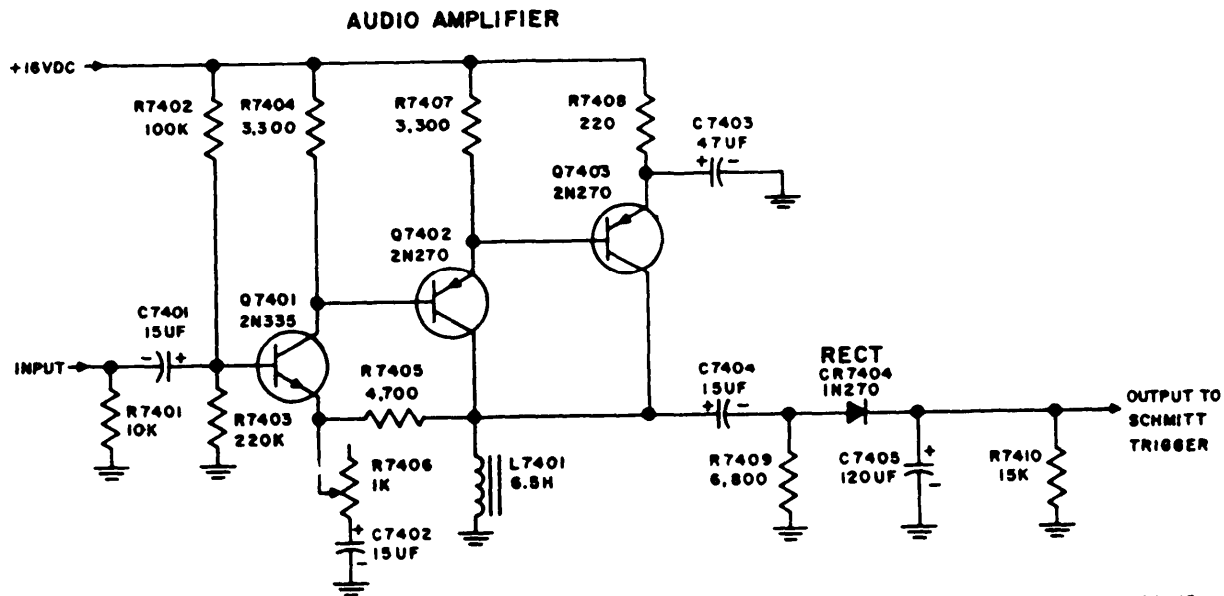 AUDIO AMPLIFIER
+16VDC
R7402
100K
R7404
3,300
R7407
3,300
R7408
220
C7403
47UF
+ -
Q7403
2N270
Q7402
2N270
Q7401
2N335
C7401
15UF
- +
INPUT
R7401
10K
R7403
220K
R7405
4,700
R7406
1K
C7402
15UF
+
-
L7401
6.5H
C7404
15UF
+ -
RECT
CR7404
1N270
R7409
6,800
C7405
120UF
+
-
R7410
15K
OUTPUT TO
SCHMITT
TRIGGER